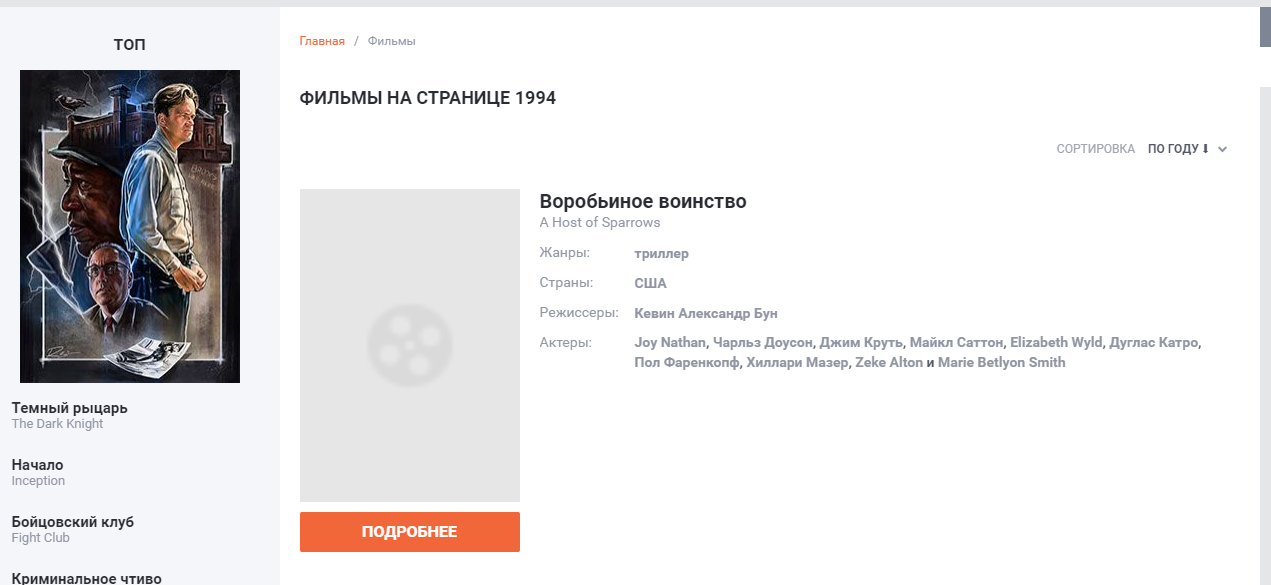 ТОП
Темный рыцарь
The Dark Knight
Начало
Inception
Бойцовский клуб
Fight Club
Криминальное чтиво
Главная / Фильмы
ФИЛЬМЫ НА СТРАНИЦЕ 1994
СОРТИРОВКА ПО ГОДУ ⬇
Воробьиное воинство
A Host of Sparrows
Жанры: триллер
Страны: США
Режиссеры: Кевин Александр Бун
Актеры: Joy Nathan, Чарльз Доусон, Джим Круть, Майкл Саттон, Elizabeth Wyld, Дуглас Катро,
Пол Фаренкопф, Хиллари Мазер, Zeke Alton и Marie Betlyon Smith
ПОДРОБНЕЕ